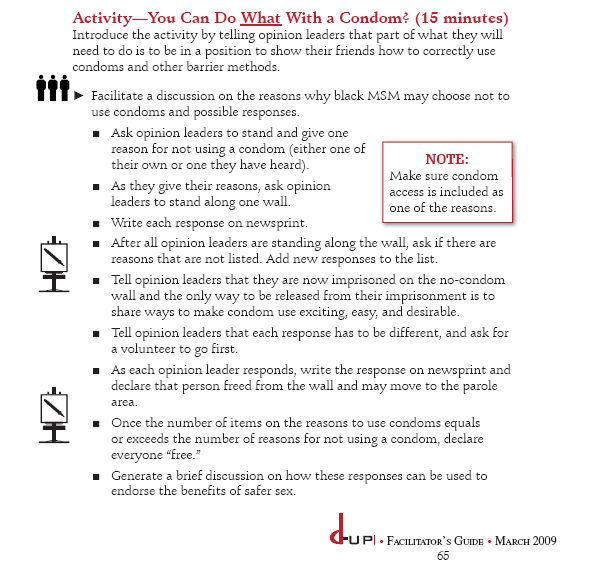 Activity—You Can Do What With a Condom? (15 minutes)
Introduce the activity by telling opinion leaders that part of what they will
need to do is to be in a position to show their friends how to correctly use
condoms and other barrier methods.
► Facilitate a discussion on the reasons why black MSM may choose not to
use condoms and possible responses.
■ Ask opinion leaders to stand and give one
reason for not using a condom (either one of
their own or one they have heard).
■ As they give their reasons, ask opinion
leaders to stand along one wall.
■ Write each response on newsprint.
NOTE:
Make sure condom
access is included as
one of the reasons.
■ After all opinion leaders are standing along the wall, ask if there are
reasons that are not listed. Add new responses to the list.
■ Tell opinion leaders that they are now imprisoned on the no-condom
wall and the only way to be released from their imprisonment is to
share ways to make condom use exciting, easy, and desirable.
■ Tell opinion leaders that each response has to be different, and ask for
a volunteer to go first.
■ As each opinion leader responds, write the response on newsprint and
declare that person freed from the wall and may move to the parole
area.
■ Once the number of items on the reasons to use condoms equals
or exceeds the number of reasons for not using a condom, declare
everyone “free.”
■ Generate a brief discussion on how these responses can be used to
endorse the benefits of safer sex.
d-up! • Facilitator’s Guide • March 2009
65